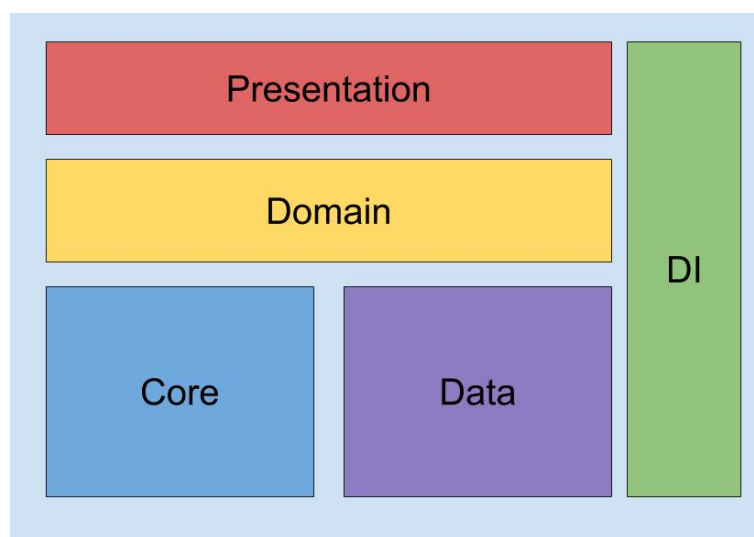 Presentation
Domain
DI
Core
Data